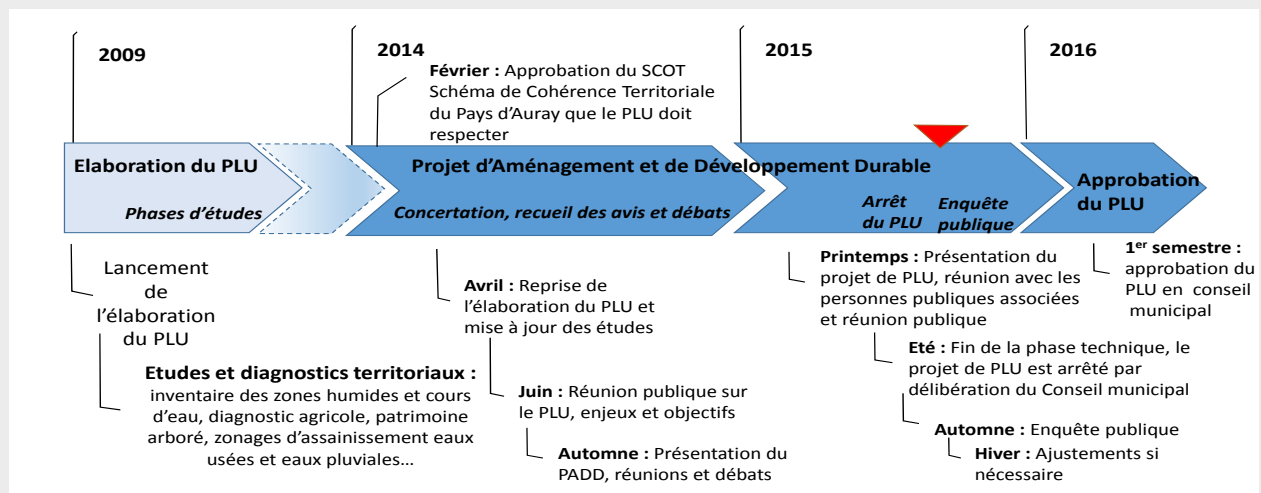 2009
2014
2015
2016
Février : Approbation du SCOT
Schéma de Cohérence Territoriale
du Pays d’Auray que le PLU doit
respecter
Elaboration du PLU
Phases d’études
Projet d’Aménagement et de Développement Durable
Concertation, recueil des avis et débats
Arrêt
du PLU
Enquête
publique
Approbation
du PLU
Lancement
de
l’élaboration
du PLU
Etudes et diagnostics territoriaux :
inventaire des zones humides et cours
d’eau, diagnostic agricole, patrimoine
arboré, zonages d’assainissement eaux
usées et eaux pluviales...
Avril : Reprise de
l’élaboration du PLU et
mise à jour des études
Juin : Réunion publique sur
le PLU, enjeux et objectifs
Automne : Présentation du
PADD, réunions et débats
Printemps : Présentation du
projet de PLU, réunion avec les
personnes publiques associées
et réunion publique
Eté : Fin de la phase technique, le
projet de PLU est arrêté par
délibération du Conseil municipal
Automne : Enquête publique
Hiver : Ajustements si
nécessaire
1er semestre :
approbation du
PLU en conseil
municipal